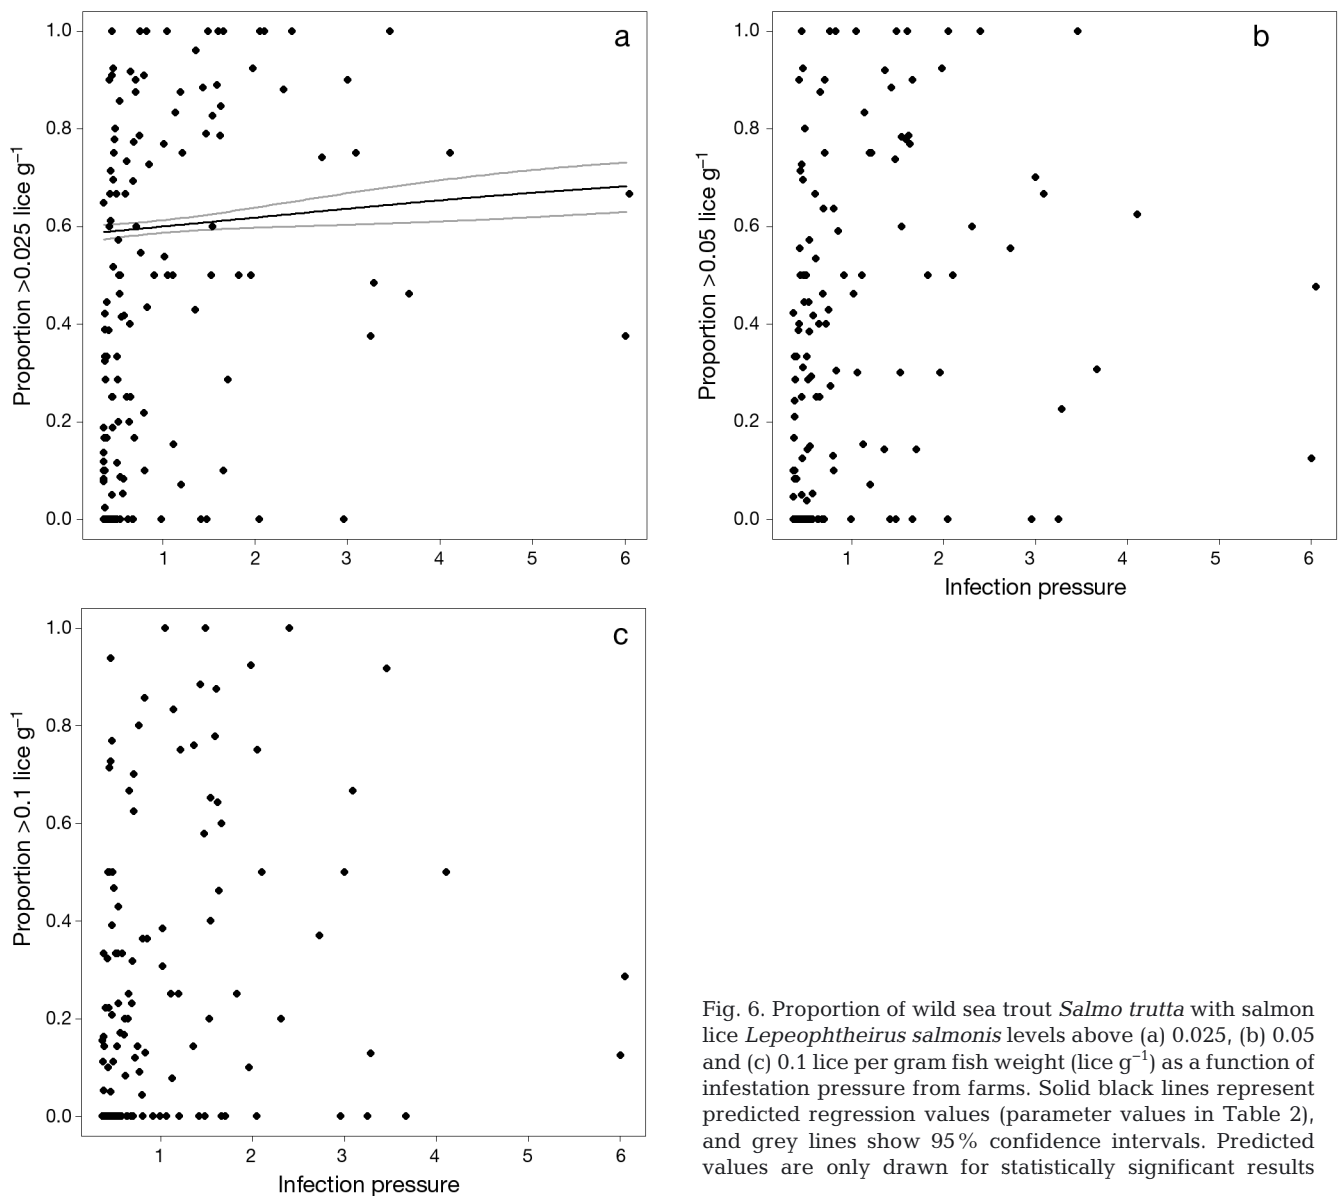 a
1.0
0.8
0.6
0.4
0.2
0.0
Proportion >0.025 lice g⁻¹
1 2 3 4 5 6
b
1.0
0.8
0.6
0.4
0.2
0.0
Proportion >0.05 lice g⁻¹
1 2 3 4 5 6
Infection pressure
c
1.0
0.8
0.6
0.4
0.2
0.0
Proportion >0.1 lice g⁻¹
1 2 3 4 5 6
Infection pressure
Fig. 6. Proportion of wild sea trout Salmo trutta with salmon
lice Lepeophtheirus salmonis levels above (a) 0.025, (b) 0.05
and (c) 0.1 lice per gram fish weight (lice g⁻¹) as a function of
infestation pressure from farms. Solid black lines represent
predicted regression values (parameter values in Table 2),
and grey lines show 95% confidence intervals. Predicted
values are only drawn for statistically significant results